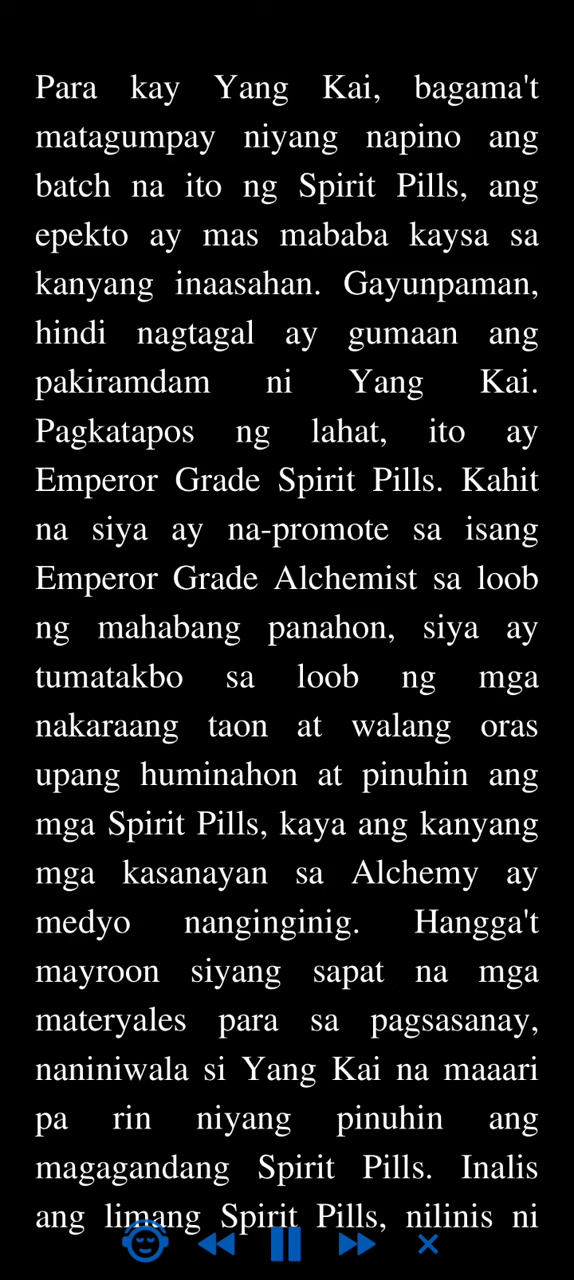 Para kay Yang Kai, bagama't
matagumpay niyang napino ang
batch na ito ng Spirit Pills, ang
epekto ay mas mababa kaysa sa
kanyang inaasahan. Gayunpaman,
hindi nagtagal ay gumaan ang
pakiramdam ni Yang Kai.
Pagkatapos ng lahat, ito ay
Emperor Grade Spirit Pills. Kahit
na siya ay na-promote sa isang
Emperor Grade Alchemist sa loob
ng mahabang panahon, siya ay
tumatakbo sa loob ng mga
nakaraang taon at walang oras
upang huminahon at pinuhin ang
mga Spirit Pills, kaya ang kanyang
mga kasanayan sa Alchemy ay
medyo nanginginig. Hangga't
mayroon siyang sapat na mga
materyales para sa pagsasanay,
naniniwala si Yang Kai na maaari
pa rin niyang pinuhin ang
magagandang Spirit Pills. Inalis
ang limang Spirit Pills, nilinis ni